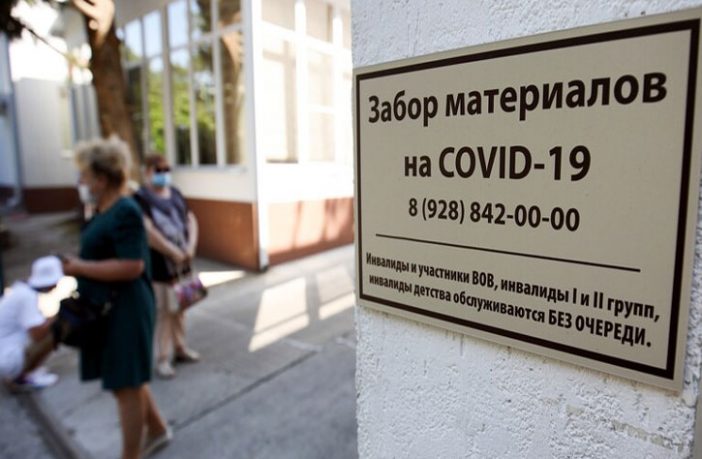 Забор материалов
на COVID-19
8 (928) 842-00-00
Инвалиды и участники ВОВ, инвалиды I и II групп,
инвалиды детства обслуживаются БЕЗ ОЧЕРЕДИ.